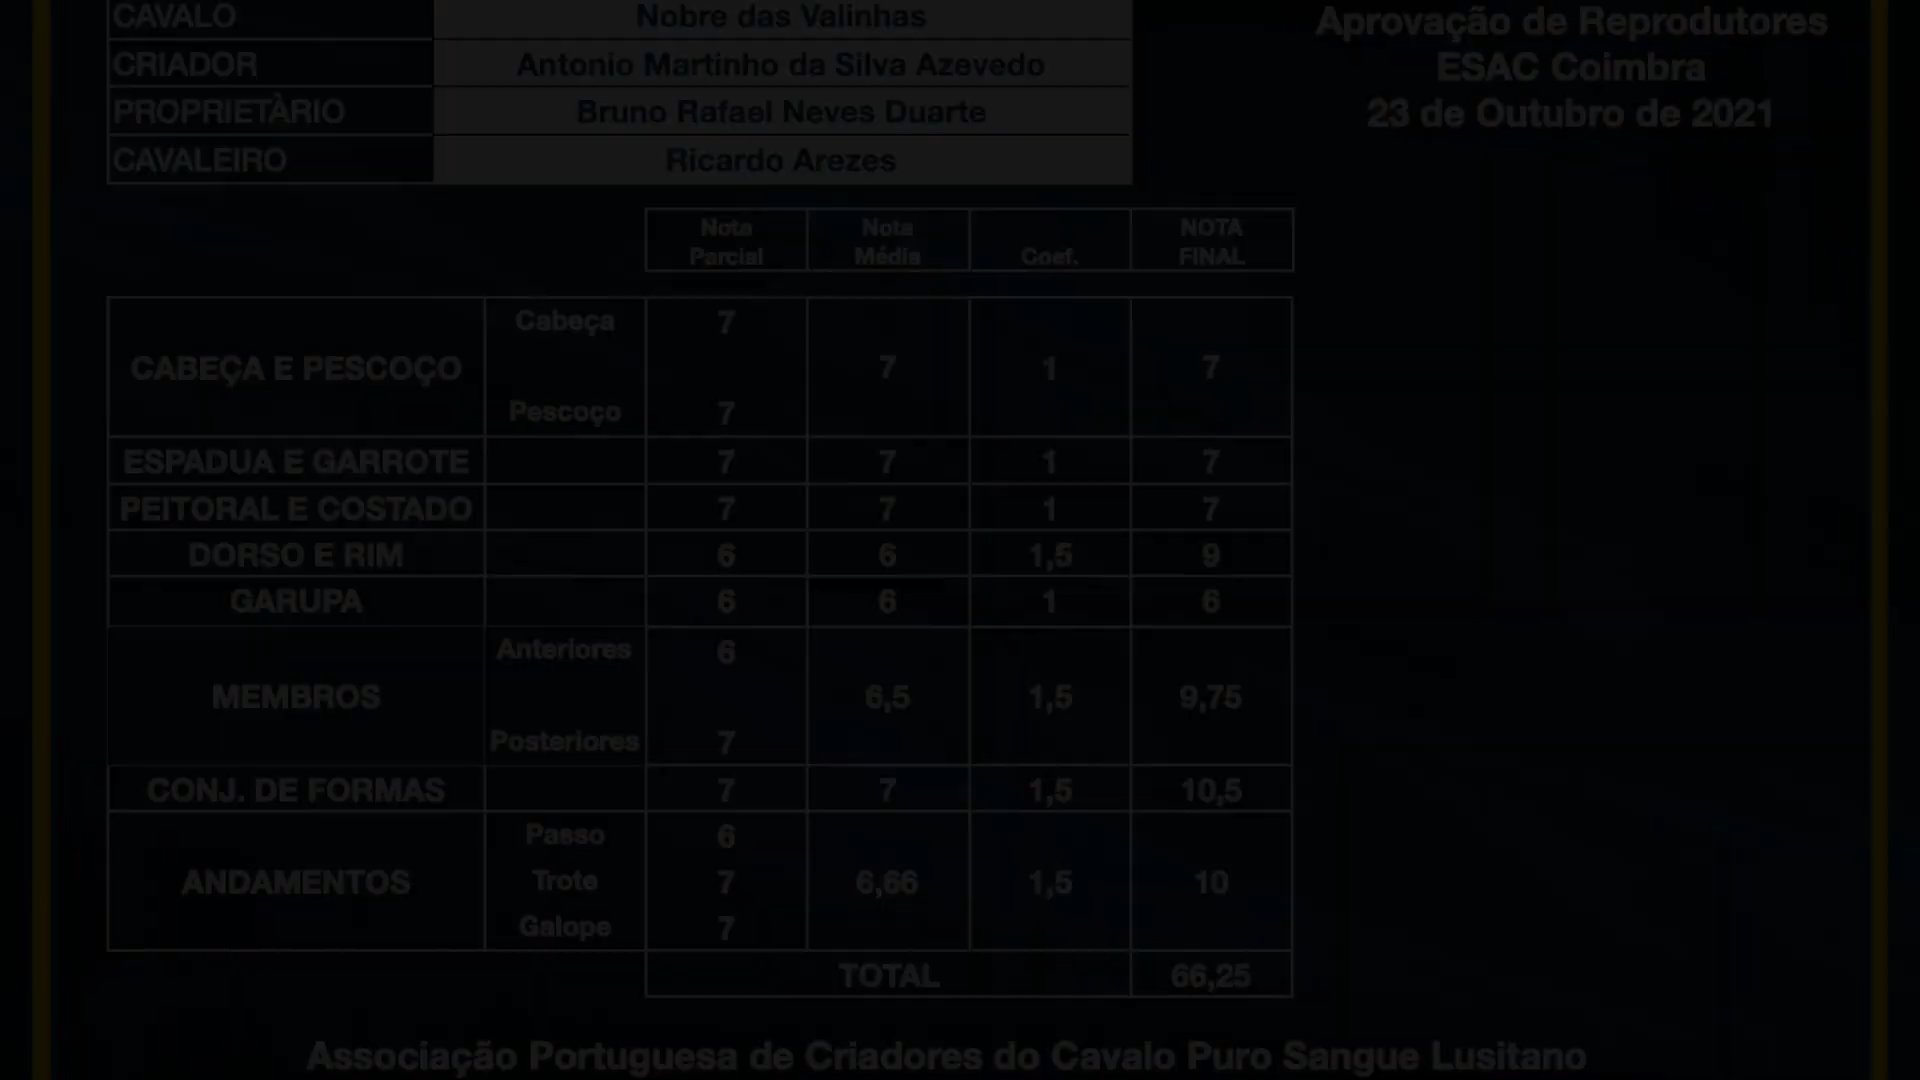 CAVALO Nobre das Valinhas
CRIADOR Antonio Martinho da Silva Azevedo
PROPRIETÀRIO Bruno Rafael Neves Duarte
CAVALEIRO Ricardo Arezes
Aprovação de Reprodutores
ESAC Coimbra
23 de Outubro de 2021
Nota Parcial Nota Média Coef. NOTA FINAL
CABEÇA E PESCOÇO Cabeça 7 7 1 7
Pescoço 7
ESPADUA E GARROTE 7 7 1 7
PEITORAL E COSTADO 7 7 1 7
DORSO E RIM 6 6 1,5 9
GARUPA 6 6 1 6
MEMBROS Anteriores 6 6,5 1,5 9,75
Posteriores 7
CONJ. DE FORMAS 7 7 1,5 10,5
ANDAMENTOS Passo 6 6,66 1,5 10
Trote 7
Galope 7
TOTAL 66,25
Associação Portuguesa de Criadores do Cavalo Puro Sangue Lusitano